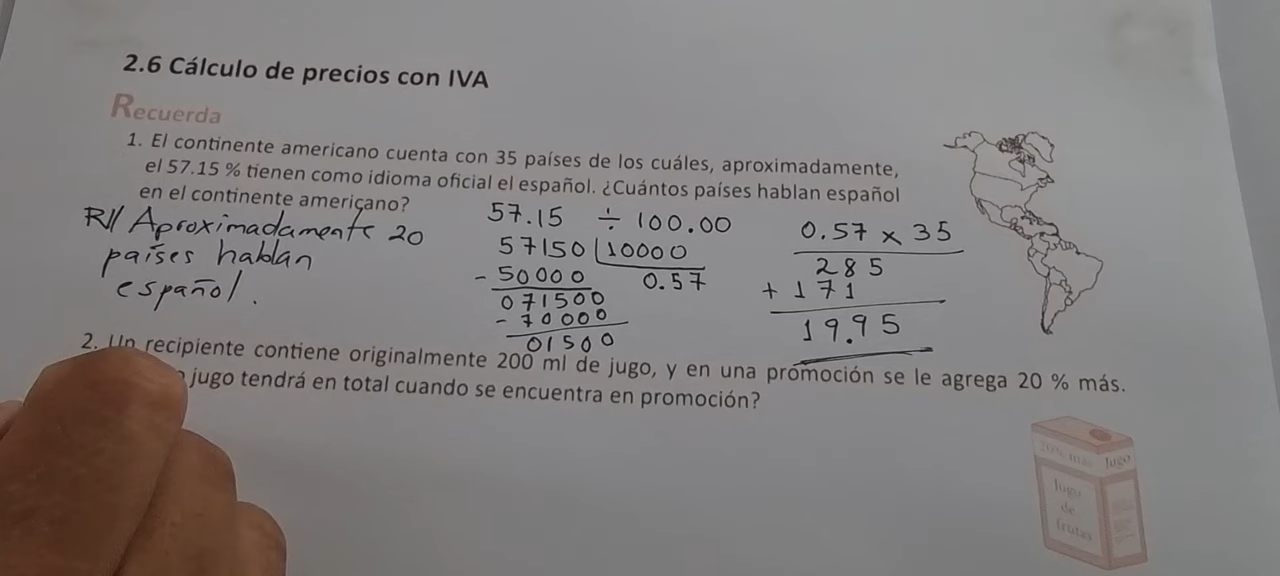 2.6 Cálculo de precios con IVA
Recuerda
1. El continente americano cuenta con 35 países de los cuáles, aproximadamente,
el 57.15 % tienen como idioma oficial el español. ¿Cuántos países hablan español
en el continente americano?
R// Aproximadamente 20
países hablan
español.
57.15 ÷ 100.00
57150 10000
- 50000 0.57
071500
- 70000
01500
0.57 x 35
285
+ 171
19.95
2. Un recipiente contiene originalmente 200 ml de jugo, y en una promoción se le agrega 20 % más.
jugo tendrá en total cuando se encuentra en promoción?
20% más Jugo
Jugo
de
frutas